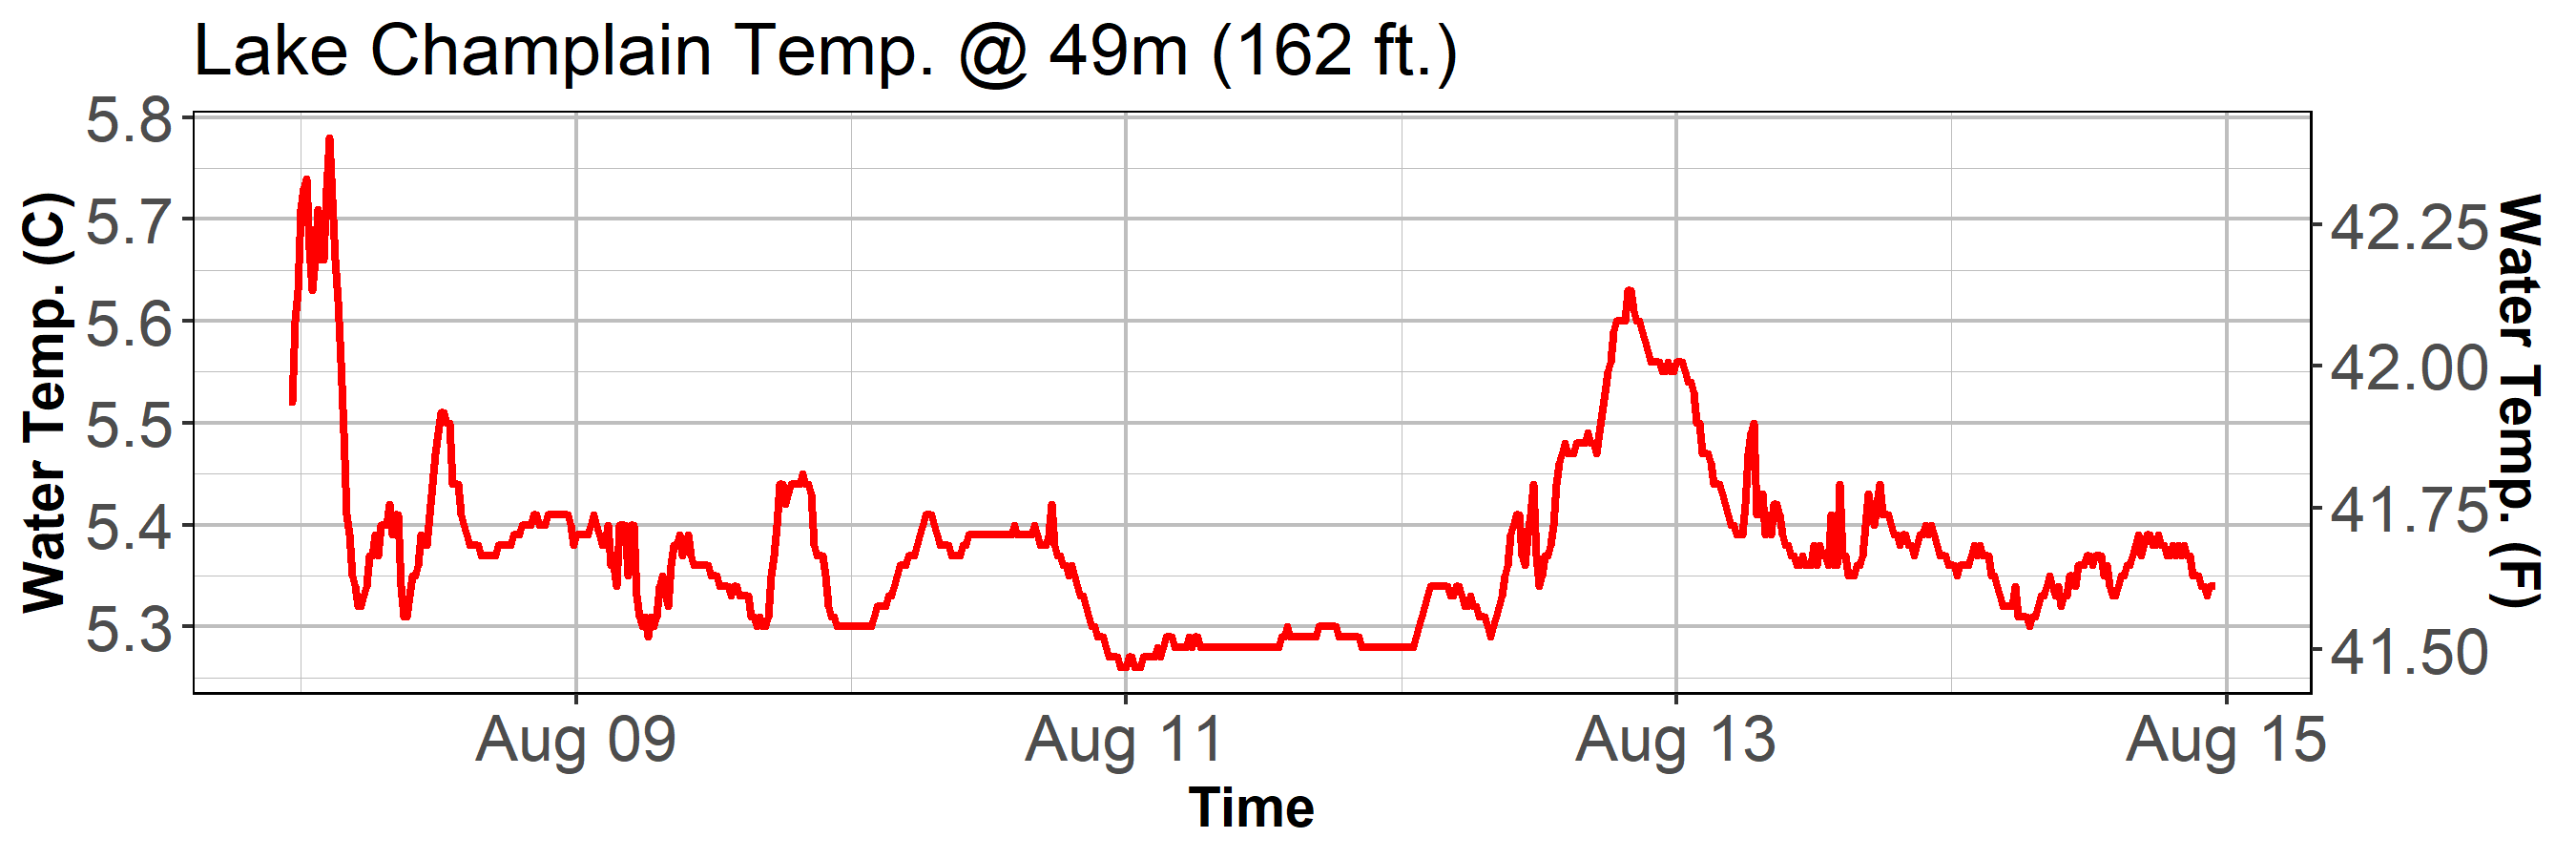 Lake Champlain Temp. @ 49m (162 ft.)
Water Temp. (C)
5.8
5.7
5.6
5.5
5.4
5.3
42.25
42.00
41.75
41.50
Water Temp. (F)
Aug 09
Aug 11
Aug 13
Aug 15
Time